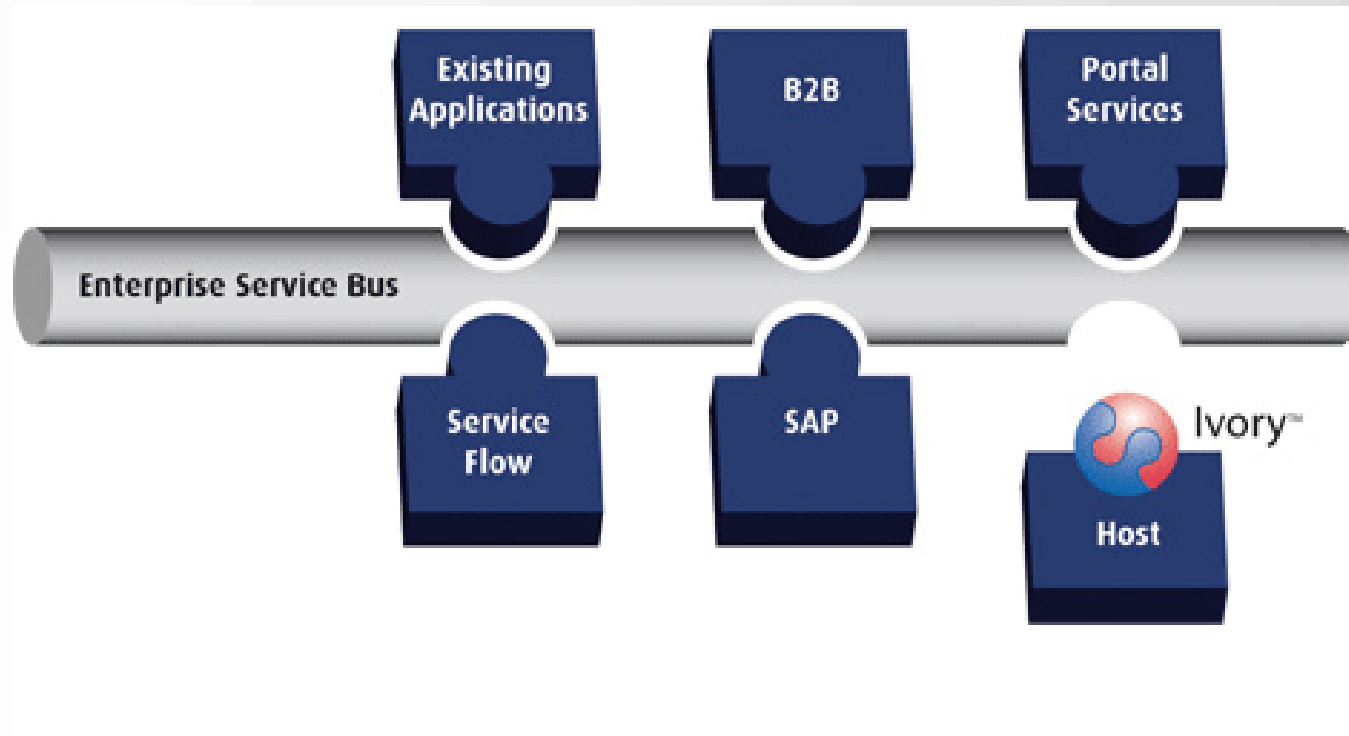 Existing
Applications
B2B
Portal
Services
Enterprise Service Bus
Service
Flow
SAP
Ivory™
Host